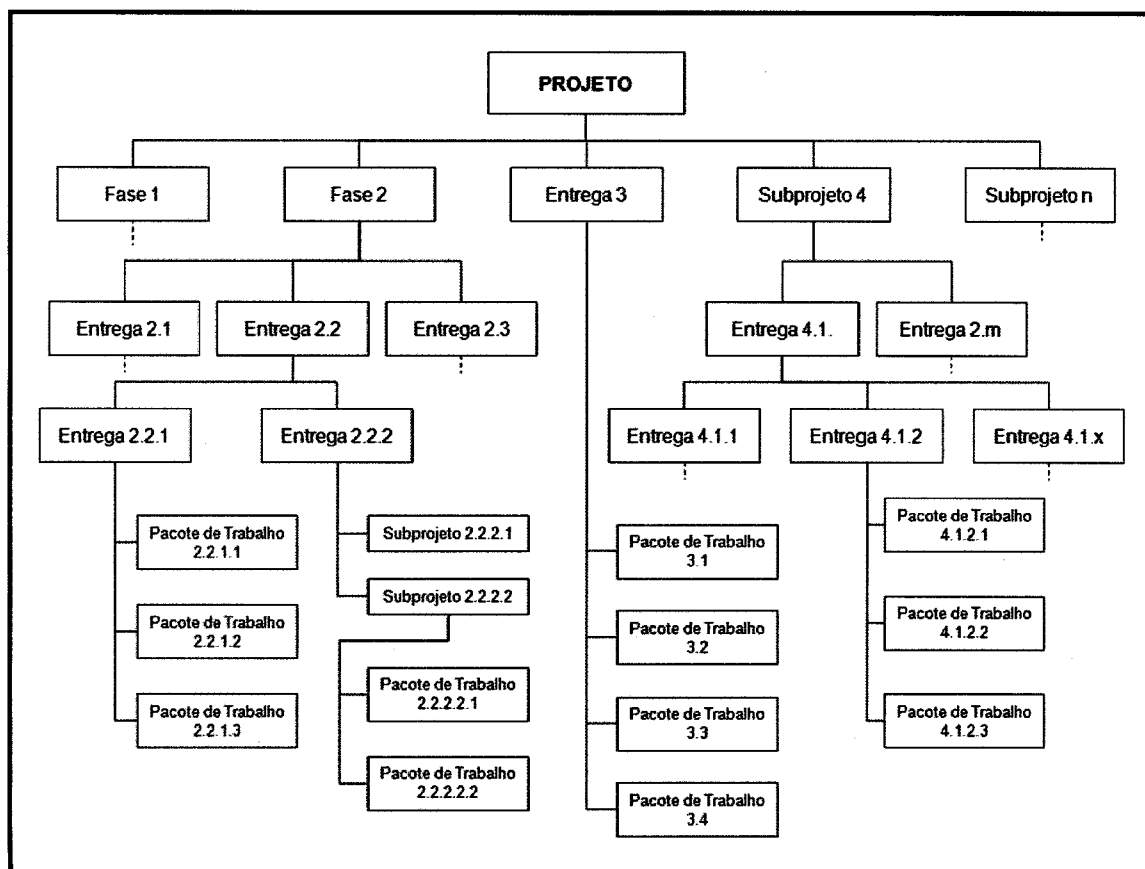 PROJETO
Fase 1
Fase 2
Entrega 3
Subprojeto 4
Subprojeto n
Entrega 2.1
Entrega 2.2
Entrega 2.3
Entrega 4.1.
Entrega 2.m
Entrega 2.2.1
Entrega 2.2.2
Entrega 4.1.1
Entrega 4.1.2
Entrega 4.1.x
Pacote de Trabalho
2.2.1.1
Pacote de Trabalho
2.2.1.2
Pacote de Trabalho
2.2.1.3
Subprojeto 2.2.2.1
Subprojeto 2.2.2.2
Pacote de Trabalho
2.2.2.2.1
Pacote de Trabalho
2.2.2.2.2
Pacote de Trabalho
3.1
Pacote de Trabalho
3.2
Pacote de Trabalho
3.3
Pacote de Trabalho
3.4
Pacote de Trabalho
4.1.2.1
Pacote de Trabalho
4.1.2.2
Pacote de Trabalho
4.1.2.3